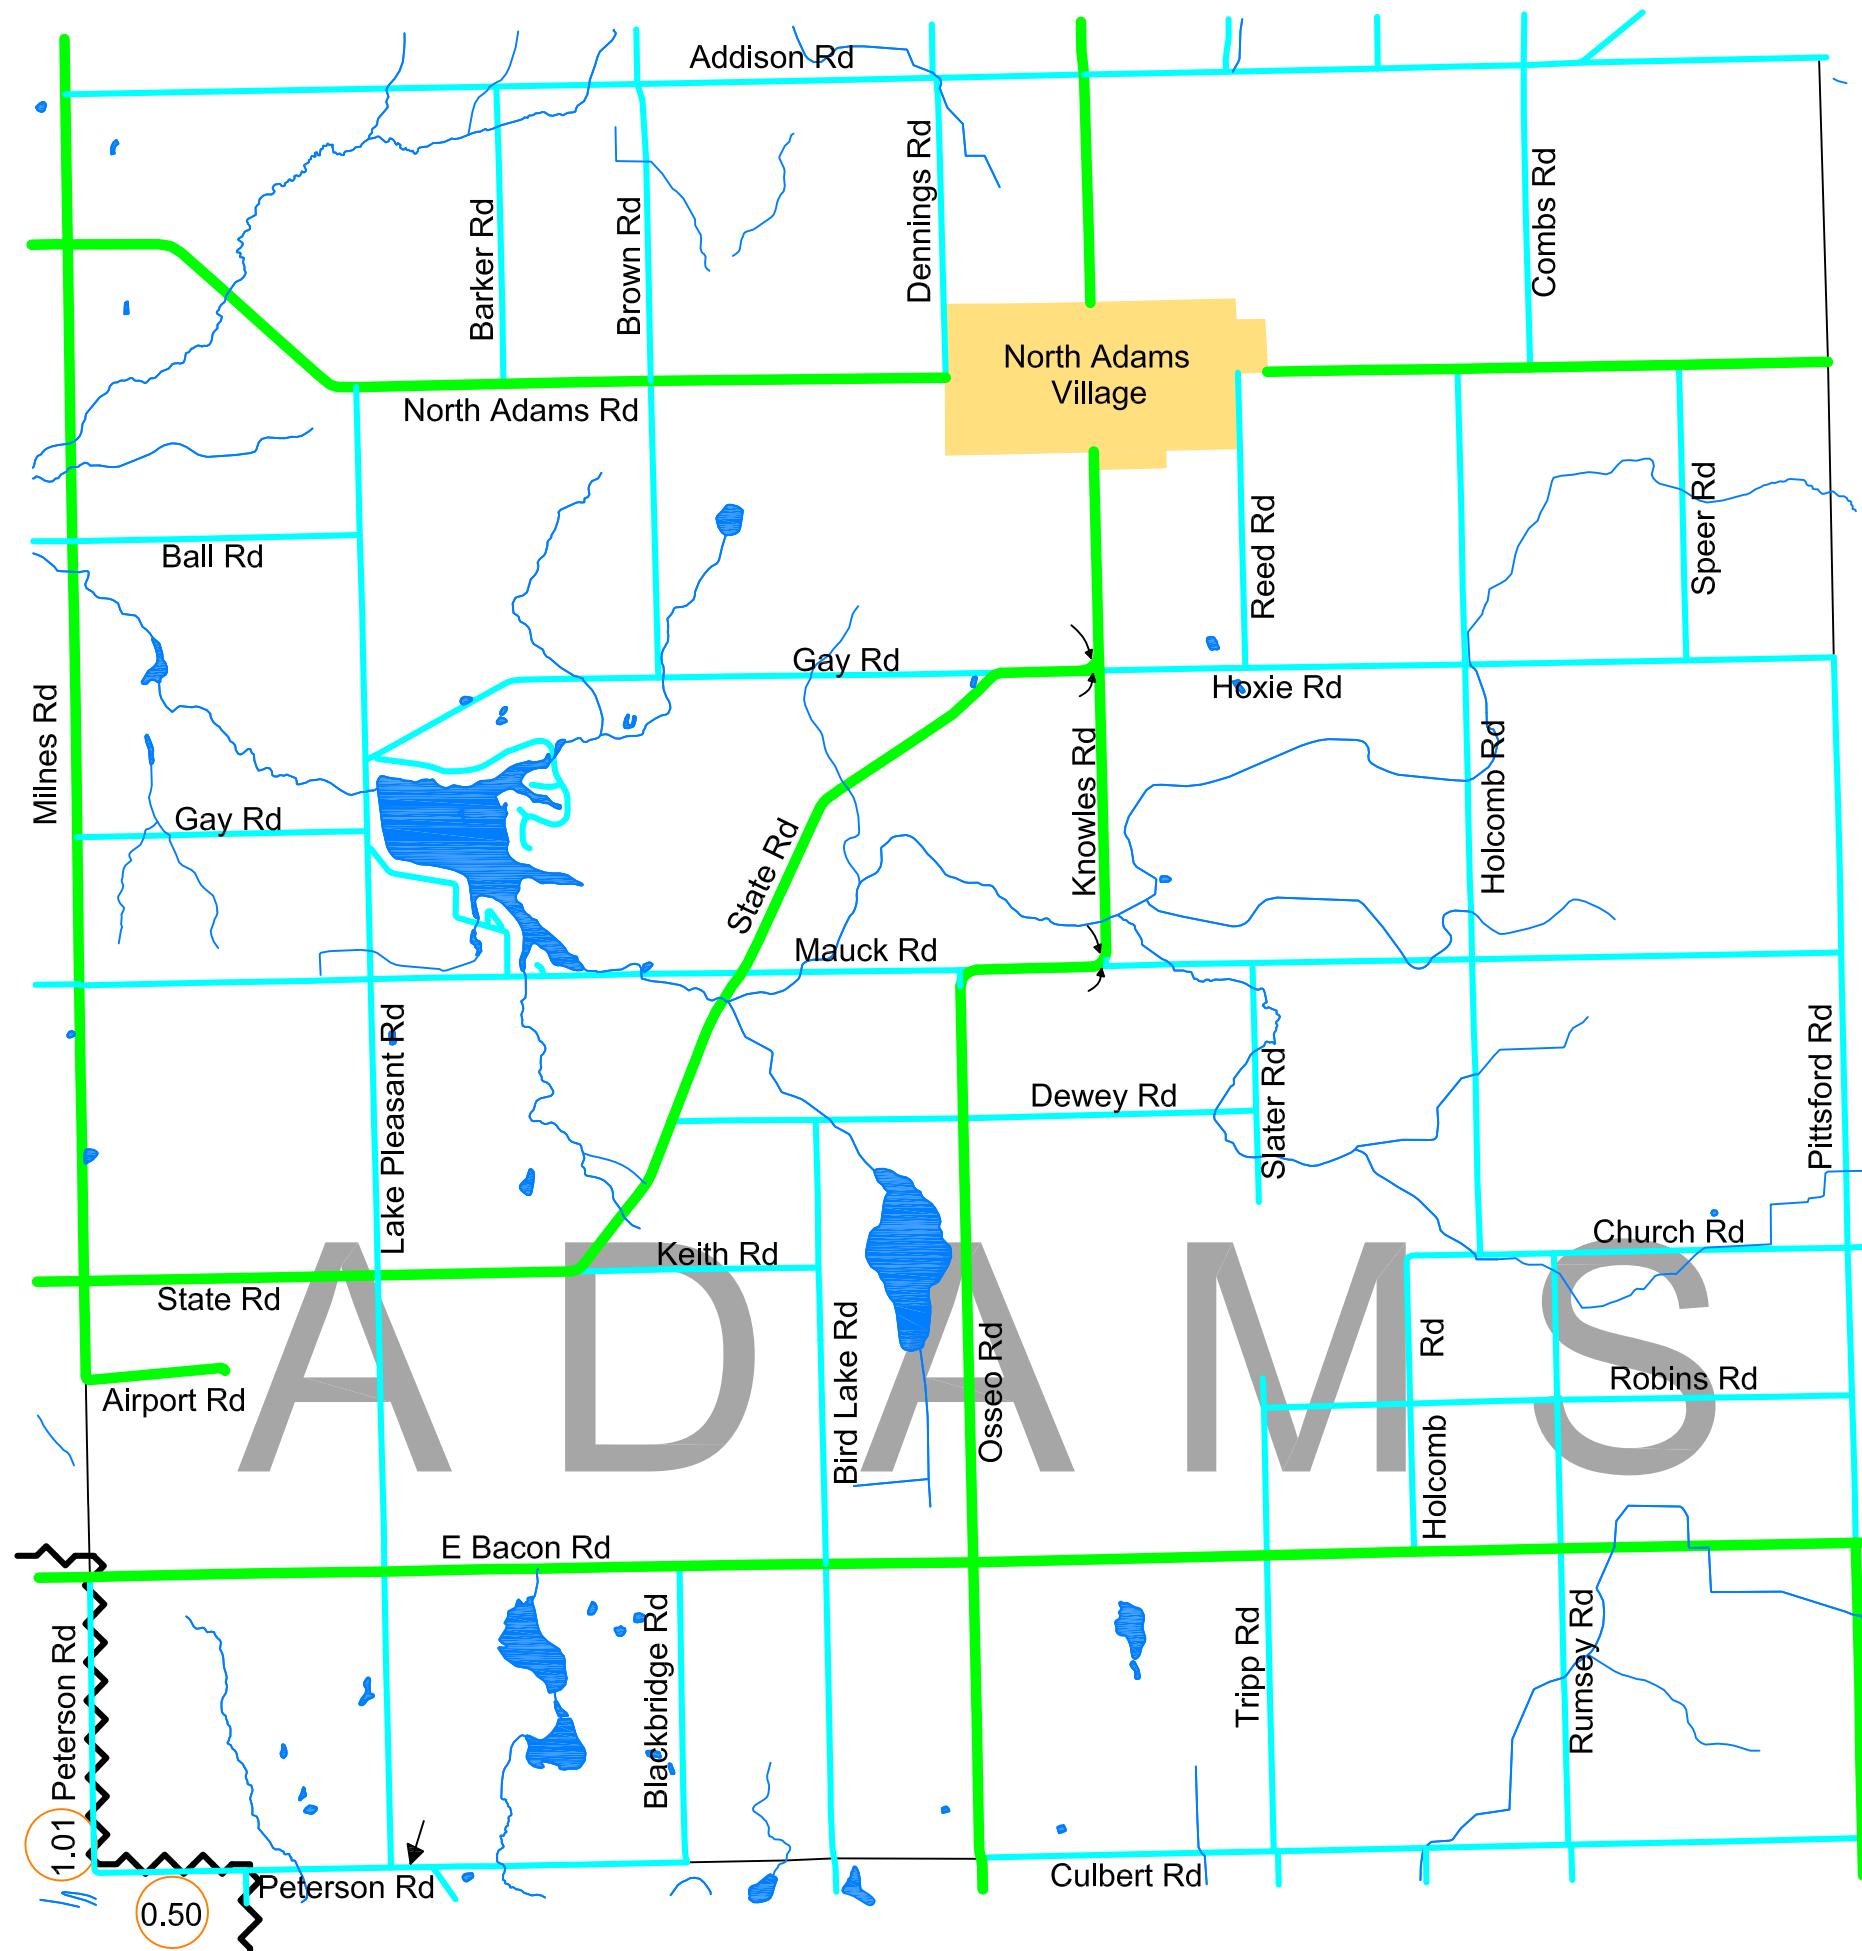 Addison Rd
Dennings Rd
Combs Rd
Barker Rd
Brown Rd
North Adams
Village
North Adams Rd
Ball Rd
Reed Rd
Speer Rd
Gay Rd
Hoxie Rd
Milnes Rd
Knowles Rd
Holcomb Rd
Gay Rd
State Rd
Mauck Rd
Lake Pleasant Rd
Dewey Rd
Slater Rd
Pittsford Rd
Church Rd
Keith Rd
State Rd
ADAMS
Bird Lake Rd
Osseo Rd
Holcomb Rd
Robins Rd
Airport Rd
E Bacon Rd
Peterson Rd
Blackbridge Rd
Tripp Rd
Rumsey Rd
1.01
Peterson Rd
Culbert Rd
0.50